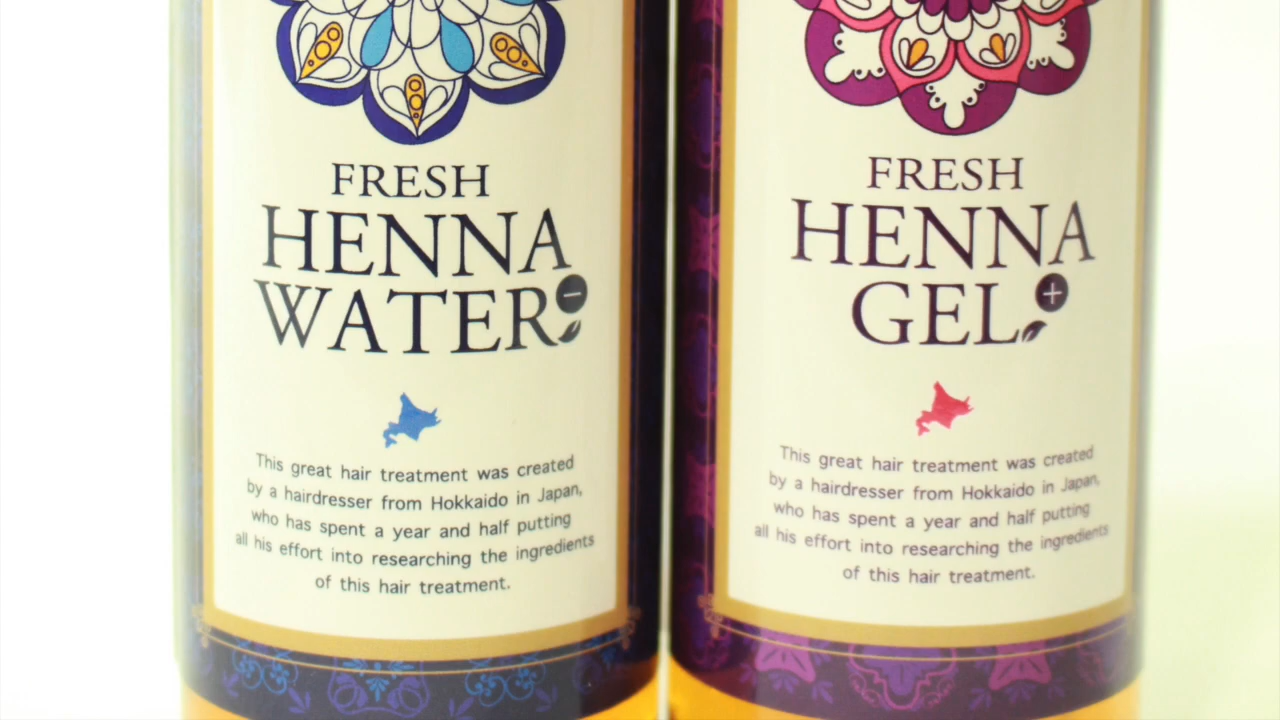 FRESH
HENNA
WATER
This great hair treatment was created
by a hairdresser from Hokkaido in Japan,
who has spent a year and half putting
all his effort into researching the ingredients
of this hair treatment.
FRESH
HENNA
GEL
This great hair treatment was created
by a hairdresser from Hokkaido in Japan,
who has spent a year and half putting
all his effort into researching the ingredients
of this hair treatment.